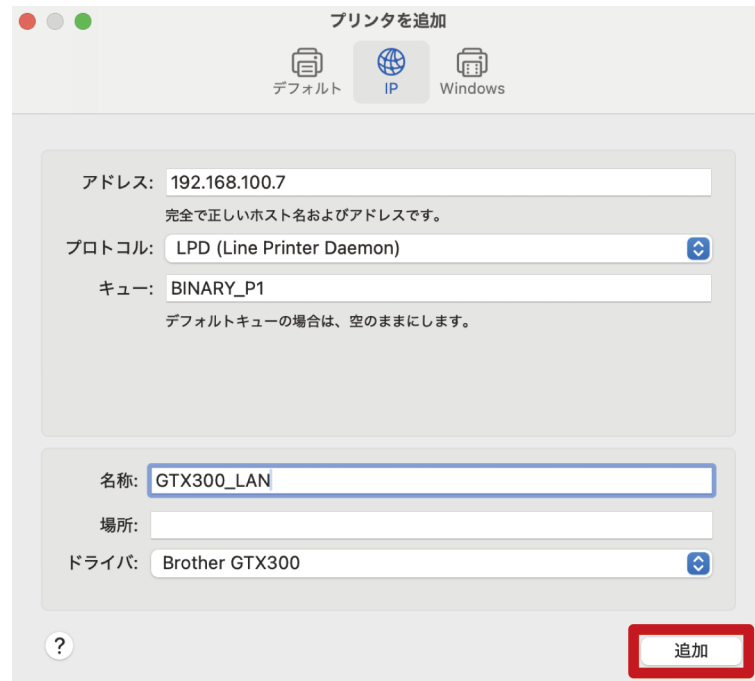 プリンタを追加
デフォルト
IP
Windows
アドレス: 192.168.100.7
完全で正しいホスト名およびアドレスです。
プロトコル: LPD (Line Printer Daemon)
キュー: BINARY_P1
デフォルトキューの場合は、空のままにします。
名称: GTX300_LAN
場所:
ドライバ: Brother GTX300
?
追加